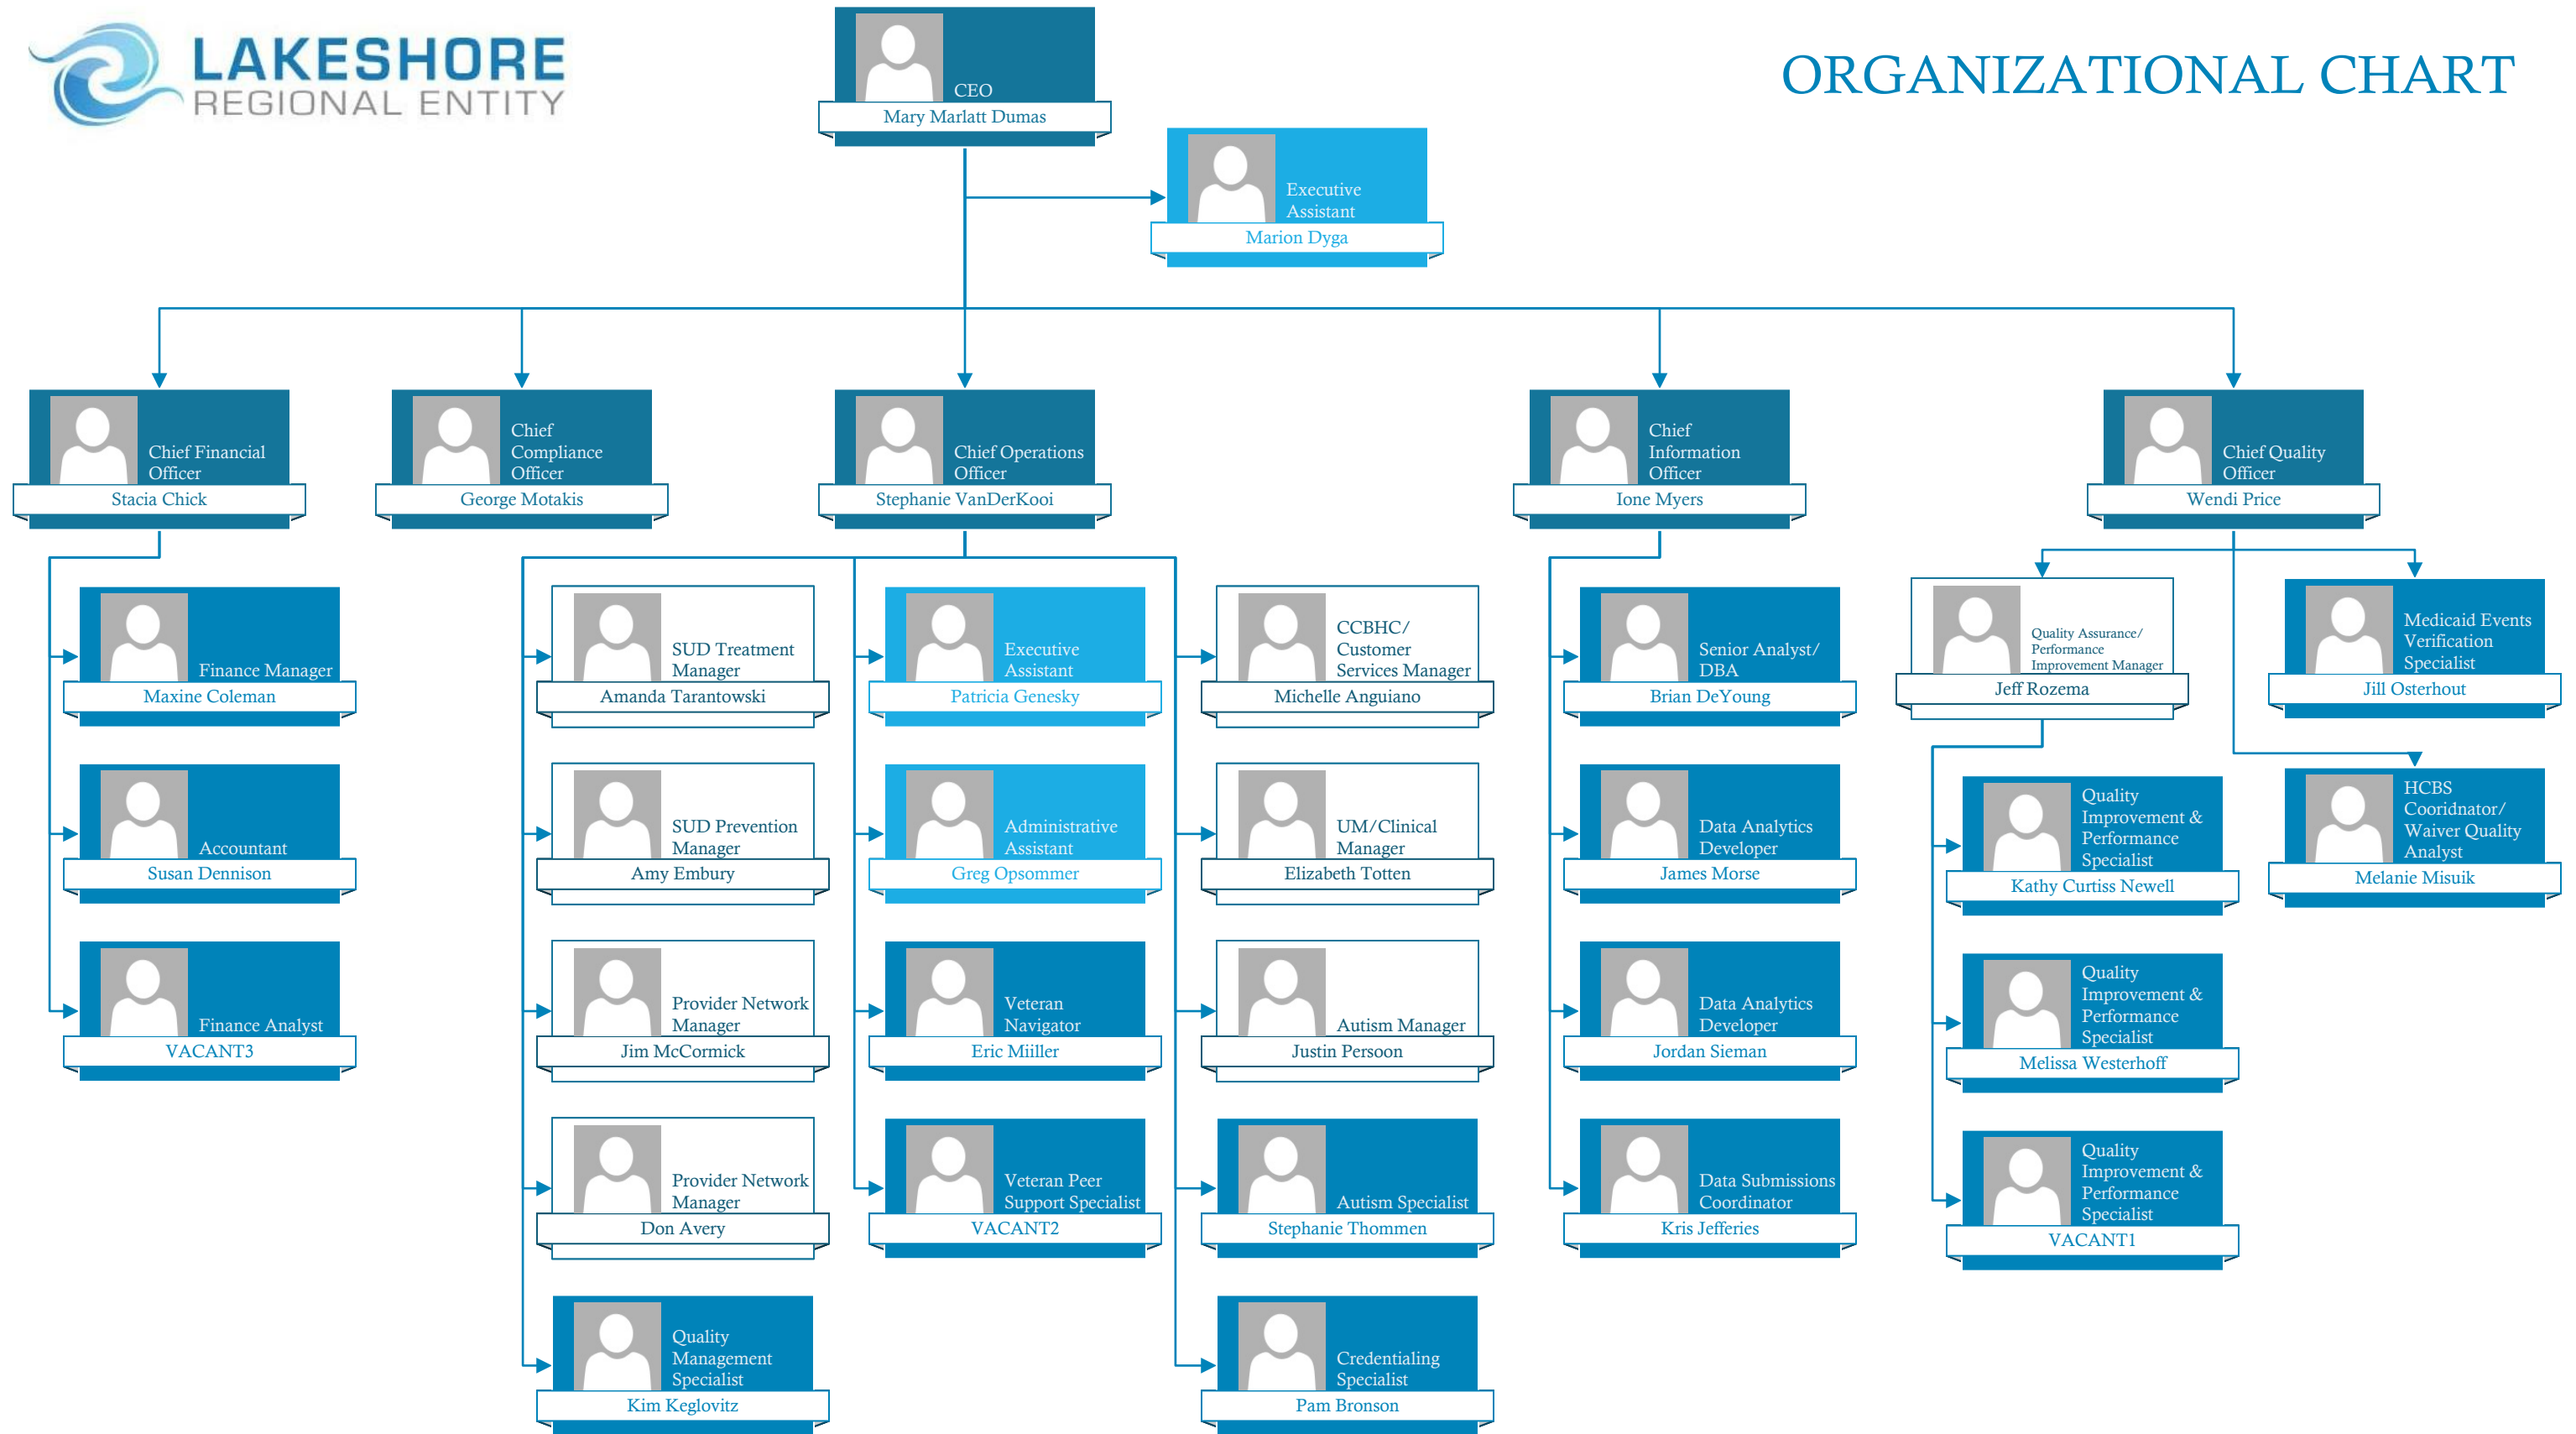 LAKESHORE
REGIONAL ENTITY
ORGANIZATIONAL CHART
CEO
Mary Marlatt Dumas
Executive
Assistant
Marion Dyga
Chief Financial
Officer
Stacia Chick
Chief
Compliance
Officer
George Motakis
Chief Operations
Officer
Stephanie VanDerKooi
Chief
Information
Officer
Ione Myers
Chief Quality
Officer
Wendi Price
Finance Manager
Maxine Coleman
Accountant
Susan Dennison
Finance Analyst
VACANT3
SUD Treatment
Manager
Amanda Tarantowski
SUD Prevention
Manager
Amy Embury
Provider Network
Manager
Jim McCormick
Provider Network
Manager
Don Avery
Quality
Management
Specialist
Kim Keglovitz
Executive
Assistant
Patricia Genesky
Administrative
Assistant
Greg Opsommer
Veteran
Navigator
Eric Miiller
Veteran Peer
Support Specialist
VACANT2
CCBHC/
Customer
Services Manager
Michelle Anguiano
UM/Clinical
Manager
Elizabeth Totten
Autism Manager
Justin Persoon
Autism Specialist
Stephanie Thommen
Credentialing
Specialist
Pam Bronson
Senior Analyst/
DBA
Brian DeYoung
Data Analytics
Developer
James Morse
Data Analytics
Developer
Jordan Sieman
Data Submissions
Coordinator
Kris Jefferies
Quality Assurance/
Performance
Improvement Manager
Jeff Rozema
Quality
Improvement &
Performance
Specialist
Kathy Curtiss Newell
Quality
Improvement &
Performance
Specialist
Melissa Westerhoff
Quality
Improvement &
Performance
Specialist
VACANT1
Medicaid Events
Verification
Specialist
Jill Osterhout
HCBS
Cooridnator/
Waiver Quality
Analyst
Melanie Misuik